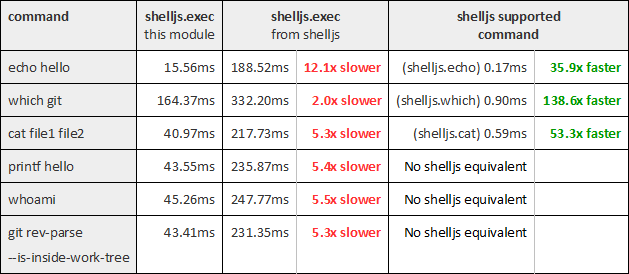 command shelljs.exec shelljs.exec shelljs supported
this module from shelljs command
echo hello 15.56ms 188.52ms 12.1x slower (shelljs.echo) 0.17ms 35.9x faster
which git 164.37ms 332.20ms 2.0x slower (shelljs.which) 0.90ms 138.6x faster
cat file1 file2 40.97ms 217.73ms 5.3x slower (shelljs.cat) 0.59ms 53.3x faster
printf hello 43.55ms 235.87ms 5.4x slower No shelljs equivalent
whoami 45.26ms 247.77ms 5.5x slower No shelljs equivalent
git rev-parse 43.41ms 231.35ms 5.3x slower No shelljs equivalent
--is-inside-work-tree